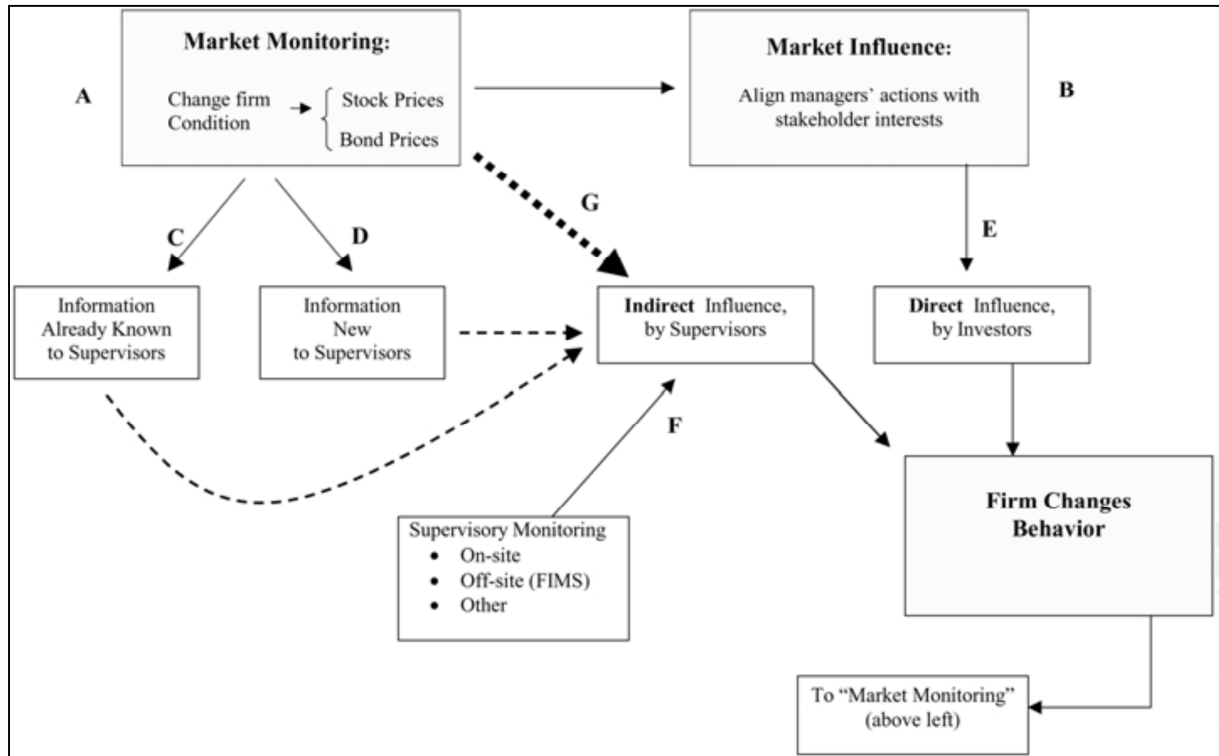 Market Monitoring:
A
Change firm
Condition
Stock Prices
Bond Prices
Market Influence:
Align managers' actions with
stakeholder interests
B
C
D
G
E
Information
Already Known
to Supervisors
Information
New
to Supervisors
Indirect Influence,
by Supervisors
Direct Influence,
by Investors
F
Supervisory Monitoring
• On-site
• Off-site (FIMS)
• Other
Firm Changes
Behavior
To “Market Monitoring”
(above left)